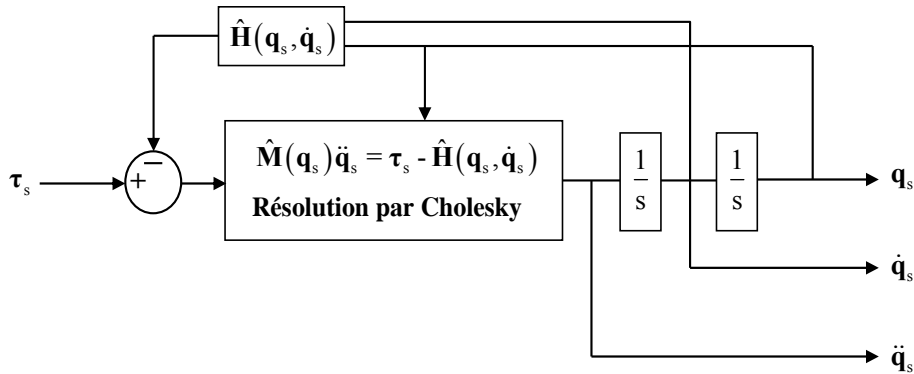 Ĥ(q_s, q̇_s)
−
τ_s
+
M̂(q_s)q̈_s = τ_s - Ĥ(q_s, q̇_s)
Résolution par Cholesky
1/s
1/s
q_s
q̇_s
q̈_s